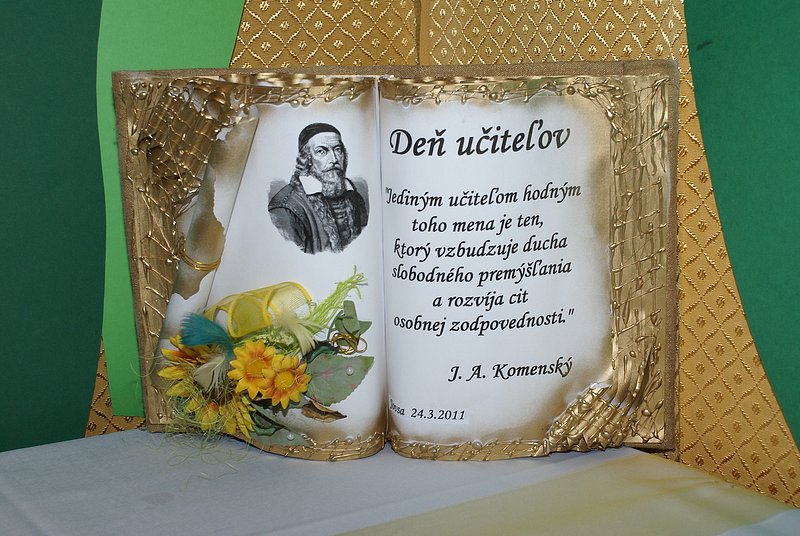 Deň učiteľov
"Jediným učiteľom hodným
toho mena je ten,
ktorý vzbudzuje ducha
slobodného premýšľania
a rozvíja cit
osobnej zodpovednosti."
J. A. Komenský
24.3.2011